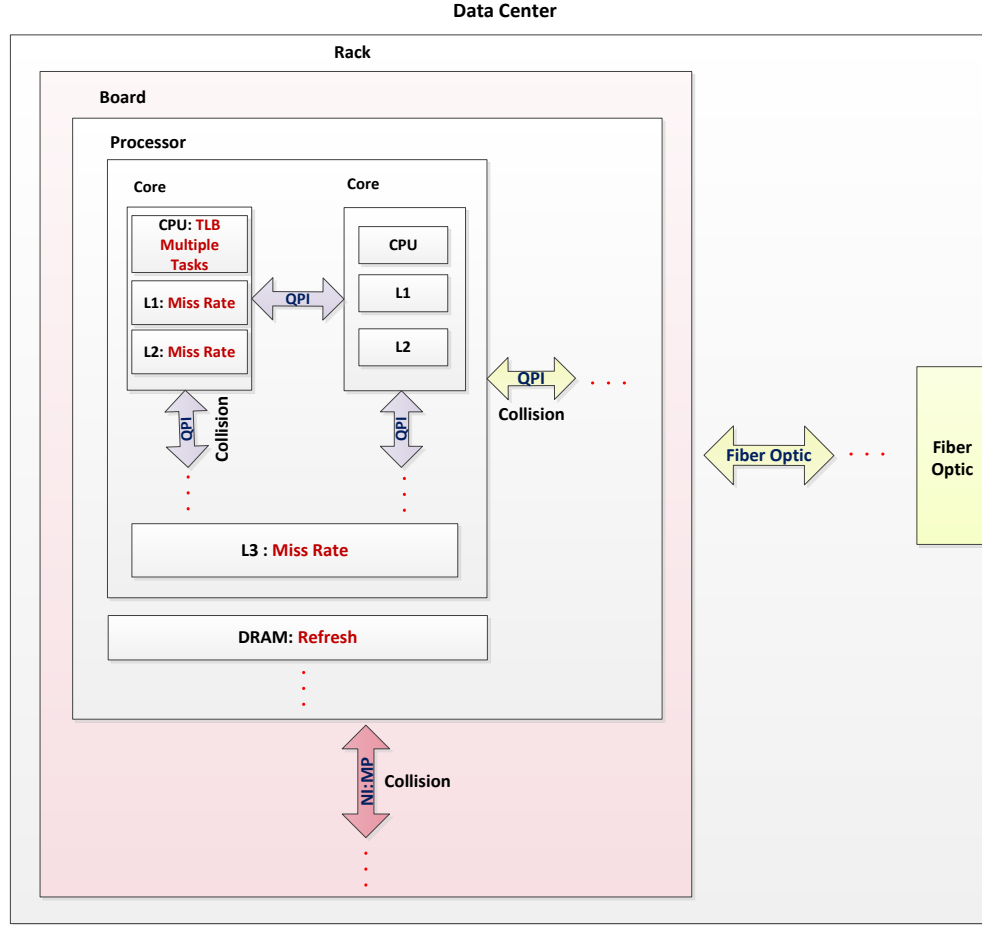 Data Center
Rack
Board
Processor
Core
Core
CPU: TLB
Multiple
Tasks
L1: Miss Rate
L2: Miss Rate
QPI
CPU
L1
L2
QPI
Collision
QPI
QPI
Collision
Fiber Optic
Fiber
Optic
L3 : Miss Rate
DRAM: Refresh
NI:MP
Collision